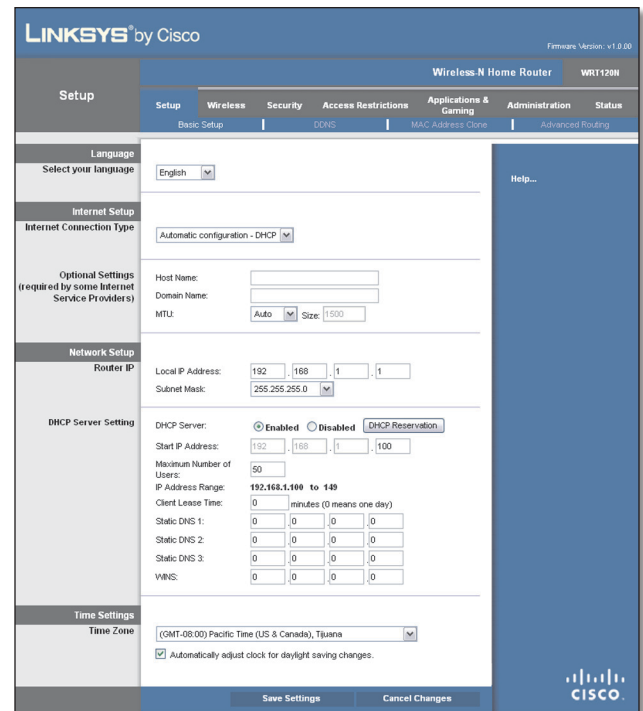 LINKSYS® by Cisco
Firmware Version: v1.0.00
Wireless-N Home Router WRT120N
Setup
Setup Wireless Security Access Restrictions Applications & Gaming Administration Status
Basic Setup DDNS MAC Address Clone Advanced Routing
Language
Select your language English
Help...
Internet Setup
Internet Connection Type Automatic configuration - DHCP
Optional Settings
(required by some Internet
Service Providers)
Host Name:
Domain Name:
MTU: Auto Size: 1500
Network Setup
Router IP
Local IP Address: 192 . 168 . 1 . 1
Subnet Mask: 255.255.255.0
DHCP Server Setting
DHCP Server: Enabled Disabled DHCP Reservation
Start IP Address: 192 . 168 . 1 . 100
Maximum Number of
Users: 50
IP Address Range: 192.168.1.100 to 149
Client Lease Time: 0 minutes (0 means one day)
Static DNS 1: 0 . 0 . 0 . 0
Static DNS 2: 0 . 0 . 0 . 0
Static DNS 3: 0 . 0 . 0 . 0
WINS: 0 . 0 . 0 . 0
Time Settings
Time Zone
(GMT-08:00) Pacific Time (US & Canada), Tijuana
Automatically adjust clock for daylight saving changes.
Save Settings Cancel Changes
CISCO.